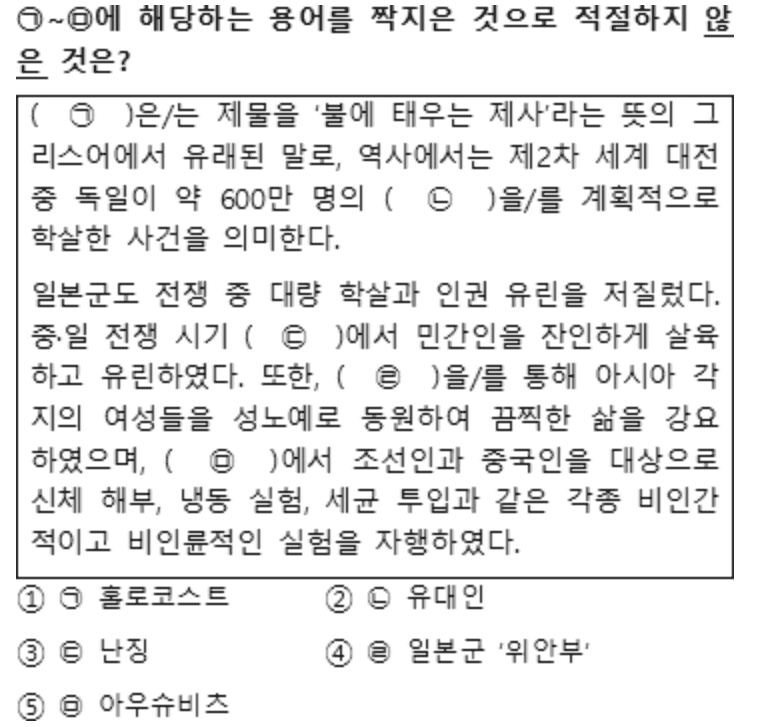 ㉠~㉤에 해당하는 용어를 짝지은 것으로 적절하지 않
은 것은?
( ㉠ )은/는 제물을 '불에 태우는 제사'라는 뜻의 그
리스어에서 유래된 말로, 역사에서는 제2차 세계 대전
중 독일이 약 600만 명의 ( ㉡ )을/를 계획적으로
학살한 사건을 의미한다.
일본군도 전쟁 중 대량 학살과 인권 유린을 저질렀다.
중·일 전쟁 시기 ( ㉢ )에서 민간인을 잔인하게 살육
하고 유린하였다. 또한, ( ㉣ )을/를 통해 아시아 각
지의 여성들을 성노예로 동원하여 끔찍한 삶을 강요
하였으며, ( ㉤ )에서 조선인과 중국인을 대상으로
신체 해부, 냉동 실험, 세균 투입과 같은 각종 비인간
적이고 비인륜적인 실험을 자행하였다.
① ㉠ 홀로코스트 ② ㉡ 유대인
③ ㉢ 난징 ④ ㉣ 일본군 '위안부'
⑤ ㉤ 아우슈비츠